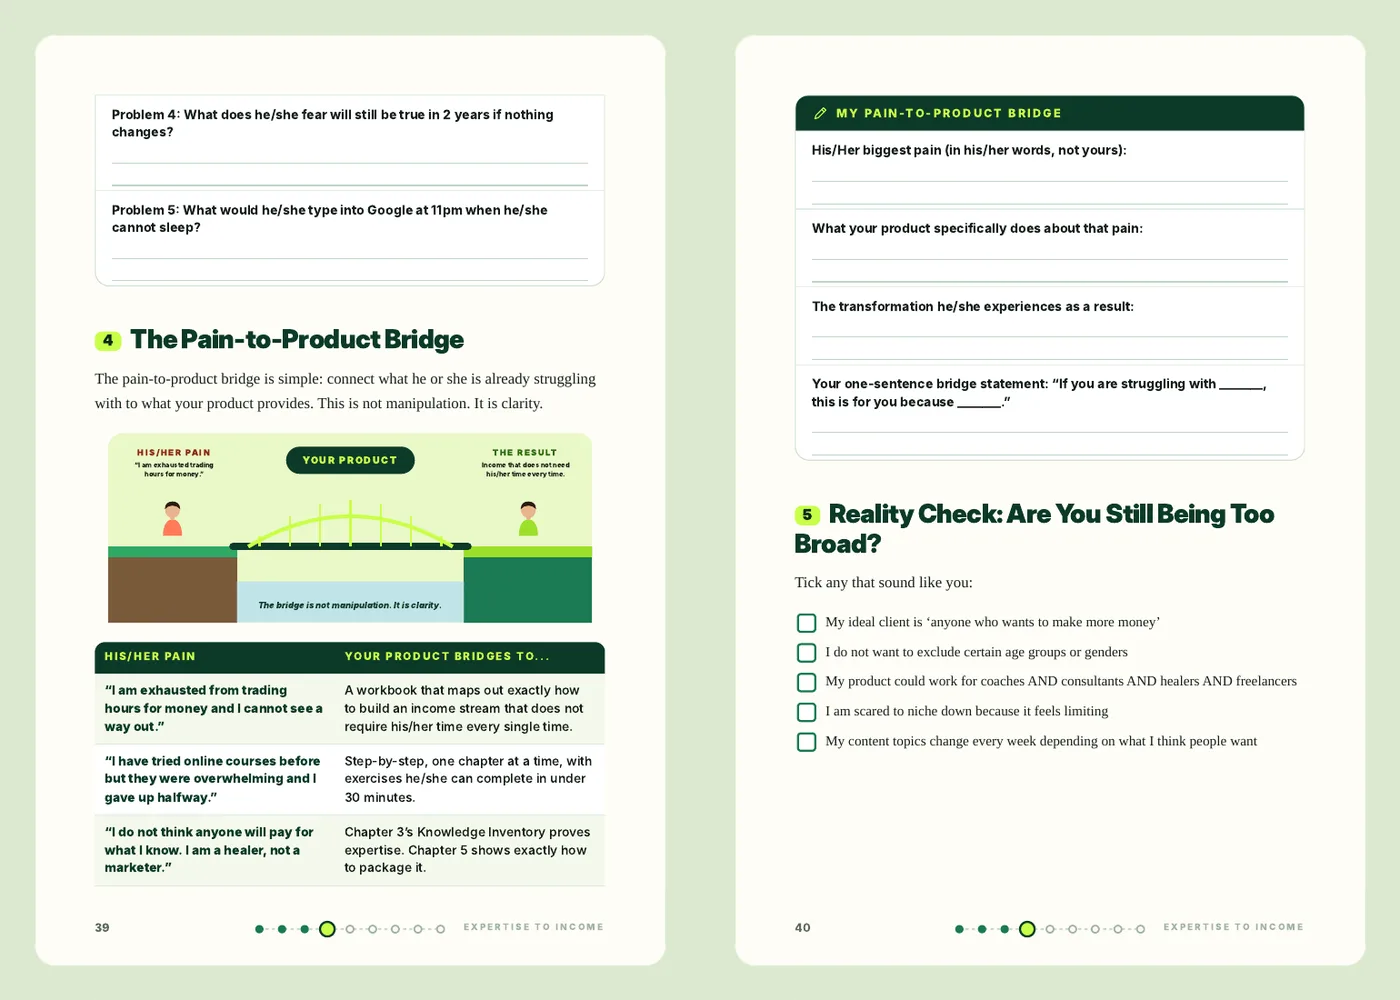 Problem 4: What does he/she fear will still be true in 2 years if nothing
changes?
Problem 5: What would he/she type into Google at 11pm when he/she
cannot sleep?
4 The Pain-to-Product Bridge
The pain-to-product bridge is simple: connect what he or she is already struggling
with to what your product provides. This is not manipulation. It is clarity.
HIS/HER PAIN
"I am exhausted trading
hours for money."
YOUR PRODUCT
THE RESULT
Income that does not need
his/her time every time.
The bridge is not manipulation. It is clarity.
HIS/HER PAIN
YOUR PRODUCT BRIDGES TO...
“I am exhausted from trading
hours for money and I cannot see a
way out.”
A workbook that maps out exactly how
to build an income stream that does not
require his/her time every single time.
“I have tried online courses before
but they were overwhelming and I
gave up halfway.”
Step-by-step, one chapter at a time, with
exercises he/she can complete in under
30 minutes.
“I do not think anyone will pay for
what I know. I am a healer, not a
marketer.”
Chapter 3’s Knowledge Inventory proves
expertise. Chapter 5 shows exactly how
to package it.
39
EXPERTISE TO INCOME
MY PAIN-TO-PRODUCT BRIDGE
His/Her biggest pain (in his/her words, not yours):
What your product specifically does about that pain:
The transformation he/she experiences as a result:
Your one-sentence bridge statement: “If you are struggling with _______,
this is for you because _______.”
5 Reality Check: Are You Still Being Too
Broad?
Tick any that sound like you:
My ideal client is ‘anyone who wants to make more money’
I do not want to exclude certain age groups or genders
My product could work for coaches AND consultants AND healers AND freelancers
I am scared to niche down because it feels limiting
My content topics change every week depending on what I think people want
40
EXPERTISE TO INCOME